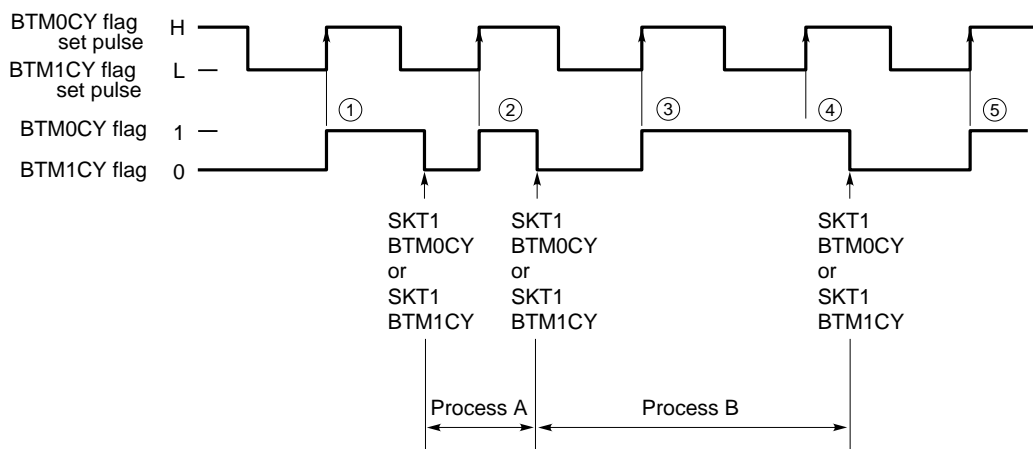 BTM0CY flag
set pulse
H
BTM1CY flag
set pulse
L
① ② ③ ④ ⑤
BTM0CY flag
1
BTM1CY flag
0
SKT1
BTM0CY
or
SKT1
BTM1CY
SKT1
BTM0CY
or
SKT1
BTM1CY
SKT1
BTM0CY
or
SKT1
BTM1CY
Process A
Process B